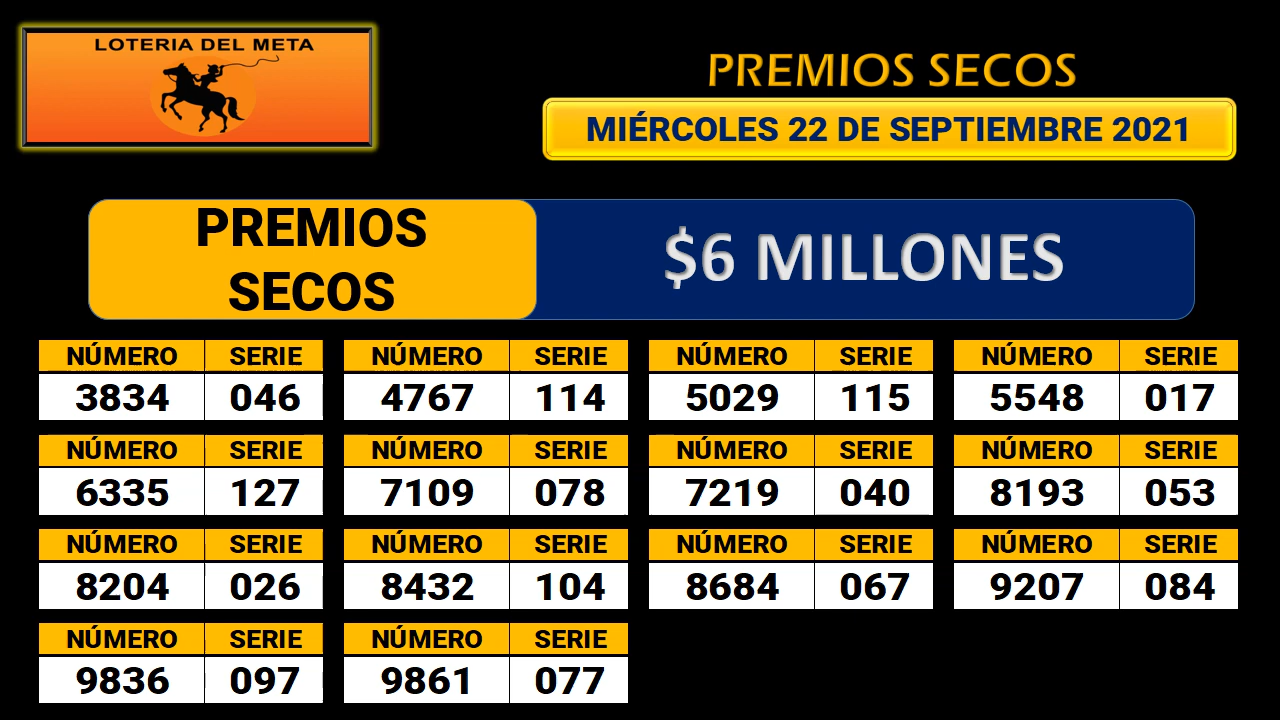 LOTERIA DEL META
PREMIOS SECOS
MIÉRCOLES 22 DE SEPTIEMBRE 2021
PREMIOS
SECOS
$6 MILLONES
NÚMERO SERIE NÚMERO SERIE NÚMERO SERIE NÚMERO SERIE
3834 046 4767 114 5029 115 5548 017
NÚMERO SERIE NÚMERO SERIE NÚMERO SERIE NÚMERO SERIE
6335 127 7109 078 7219 040 8193 053
NÚMERO SERIE NÚMERO SERIE NÚMERO SERIE NÚMERO SERIE
8204 026 8432 104 8684 067 9207 084
NÚMERO SERIE NÚMERO SERIE
9836 097 9861 077